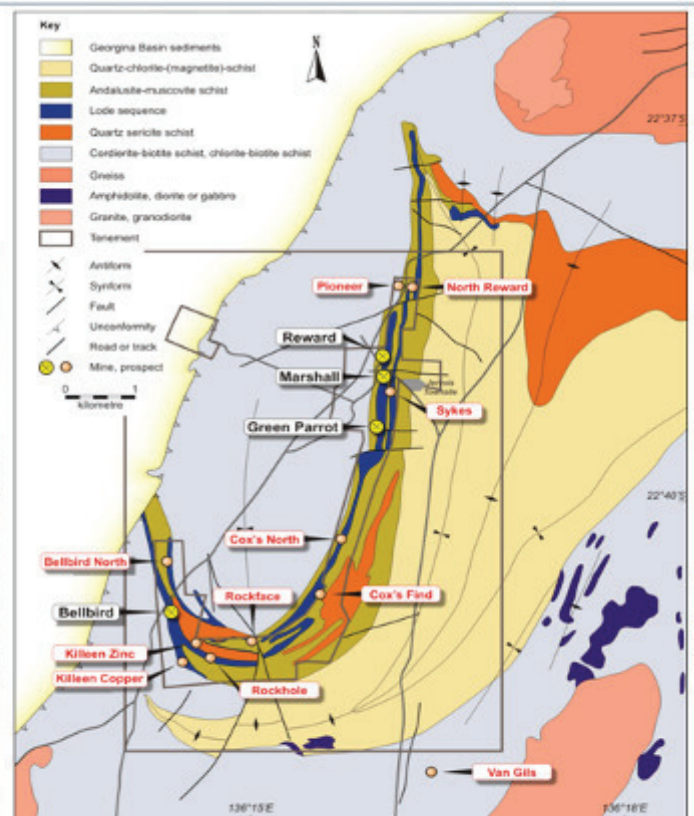 Key
Georgina Basin sediments
Quartz-chlorite-(magnetite)-schist
Andalusite-muscovite schist
Lode sequence
Quartz sericite schist
Cordierite-biotite schist, chlorite-biotite schist
Gneiss
Amphidolite, diorite or gabbro
Granite, granodiorite
Tenement
Antiform
Synform
Fault
Unconformity
Road or track
Mine, prospect
0 1
kilometre
N
22°37'S
Pioneer
North Reward
Reward
Marshall
Sykes
Green Parrot
22°40'S
Cox's North
Bellbird North
Rockface
Cox's Find
Bellbird
Killeen Zinc
Killeen Copper
Rockhole
Van Gils
136°15'E
136°18'E